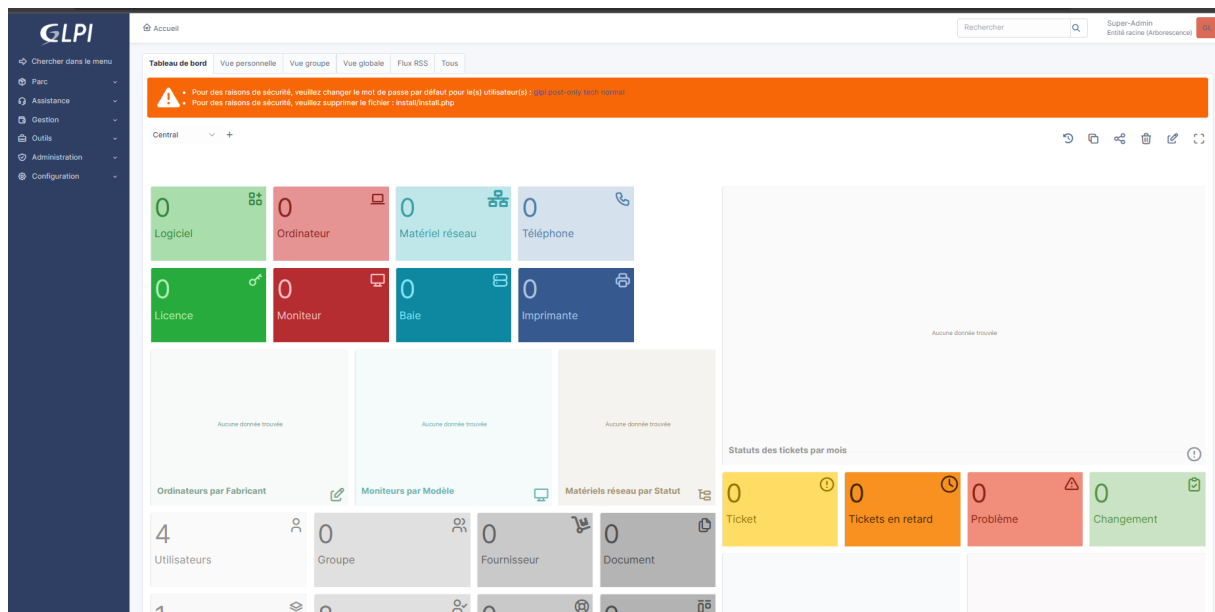 GLPI
Accueil
Rechercher
Super-Admin
Entité racine (Arborescence)
GL
Chercher dans le menu
Parc
Assistance
Gestion
Outils
Administration
Configuration
Tableau de bord Vue personnelle Vue groupe Vue globale Flux RSS Tous
Pour des raisons de sécurité, veuillez changer le mot de passe par défaut pour le(s) utilisateur(s) : glpi post-only tech normal
Pour des raisons de sécurité, veuillez supprimer le fichier : install/install.php
Central
0
Logiciel
0
Ordinateur
0
Matériel réseau
0
Téléphone
0
Licence
0
Moniteur
0
Baie
0
Imprimante
Aucune donnée trouvée
Ordinateurs par Fabricant
Aucune donnée trouvée
Moniteurs par Modèle
Aucune donnée trouvée
Matériels réseau par Statut
Aucune donnée trouvée
Statuts des tickets par mois
0
Ticket
0
Tickets en retard
0
Problème
0
Changement
4
Utilisateurs
0
Groupe
0
Fournisseur
0
Document